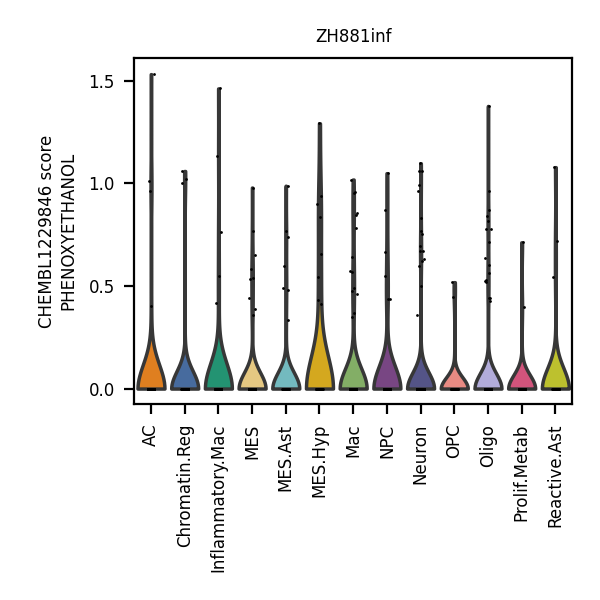 ZH881inf
CHEMBL1229846 score
PHENOXYETHANOL
1.5
1.0
0.5
0.0
AC
Chromatin.Reg
Inflammatory.Mac
MES
MES.Ast
MES.Hyp
Mac
NPC
Neuron
OPC
Oligo
Prolif.Metab
Reactive.Ast